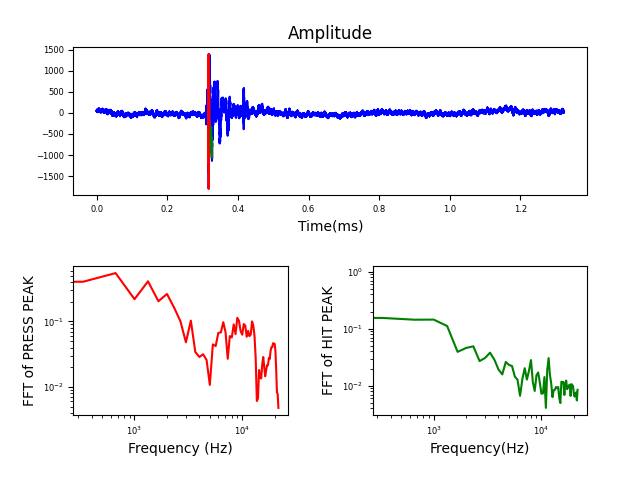 Amplitude
1500
1000
500
0
−500
−1000
−1500
0.0 0.2 0.4 0.6 0.8 1.0 1.2
Time(ms)
FFT of PRESS PEAK
10⁻¹
10⁻²
10³ 10⁴
Frequency (Hz)
FFT of HIT PEAK
10⁰
10⁻¹
10⁻²
10³ 10⁴
Frequency(Hz)